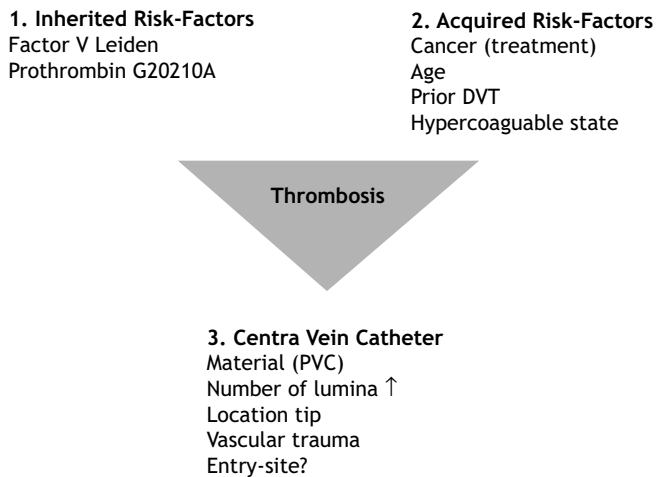 1. Inherited Risk-Factors
Factor V Leiden
Prothrombin G20210A
2. Acquired Risk-Factors
Cancer (treatment)
Age
Prior DVT
Hypercoaguable state
Thrombosis
3. Centra Vein Catheter
Material (PVC)
Number of lumina ↑
Location tip
Vascular trauma
Entry-site?